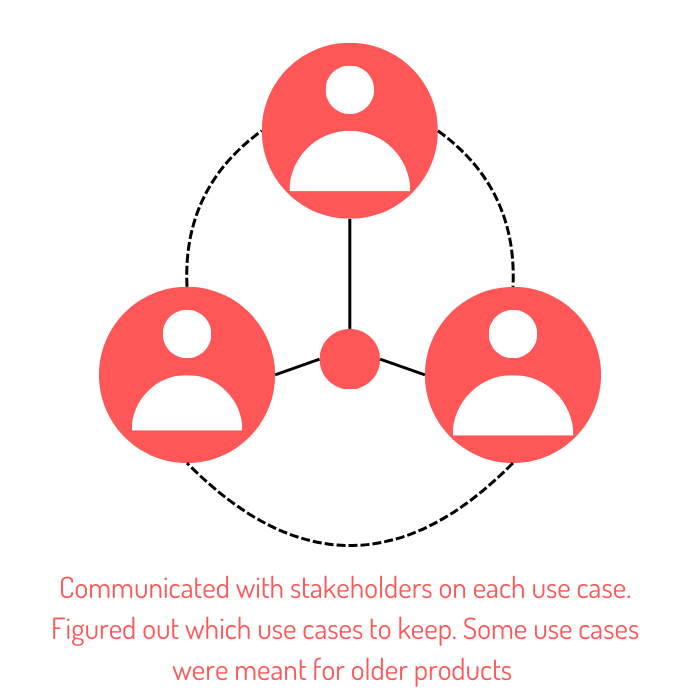 Communicated with stakeholders on each use case.
Figured out which use cases to keep. Some use cases
were meant for older products